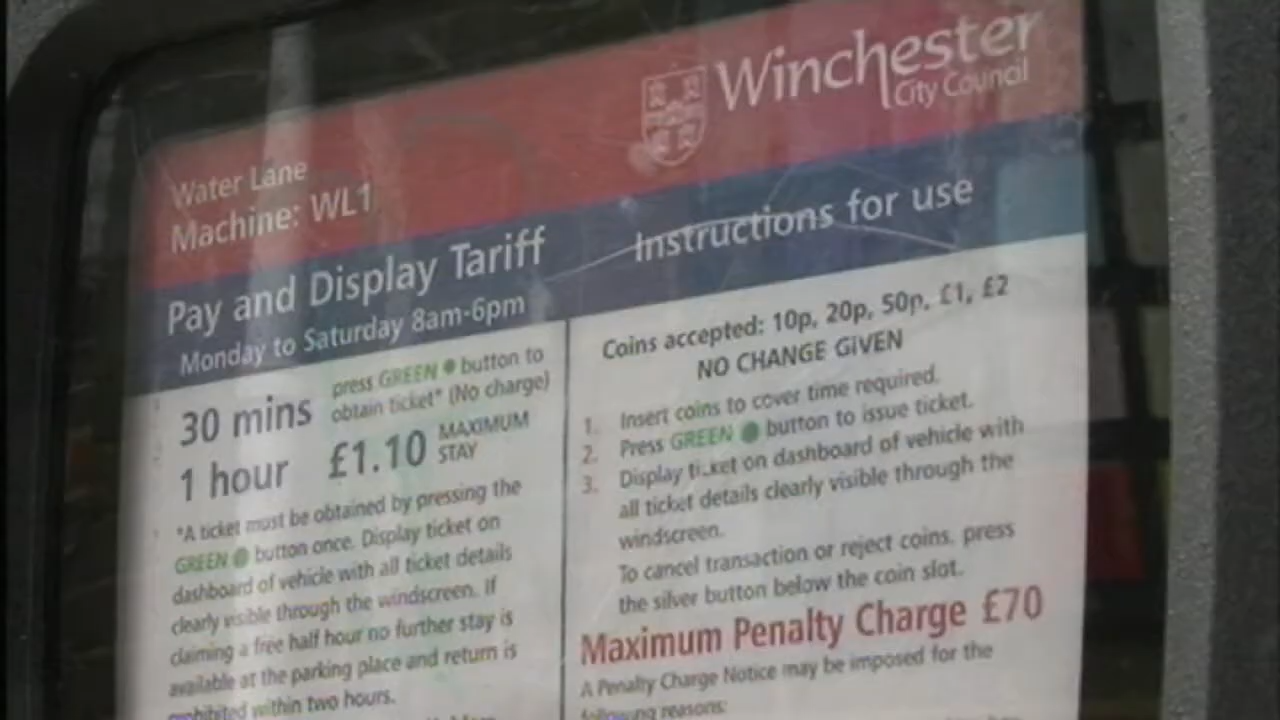 Winchester
City Council
Water Lane
Machine: WL1
Pay and Display Tariff
Monday to Saturday 8am-6pm
30 mins press GREEN button to
obtain ticket* (No charge)
1 hour £1.10 MAXIMUM
STAY
*A ticket must be obtained by pressing the
GREEN button once. Display ticket on
dashboard of vehicle with all ticket details
clearly visible through the windscreen. If
claiming a free half hour no further stay is
available at the parking place and return is
prohibited within two hours.
Instructions for use
Coins accepted: 10p, 20p, 50p, £1, £2
NO CHANGE GIVEN
1. Insert coins to cover time required.
2. Press GREEN button to issue ticket.
3. Display ticket on dashboard of vehicle with
all ticket details clearly visible through the
windscreen.
To cancel transaction or reject coins, press
the silver button below the coin slot.
Maximum Penalty Charge £70
A Penalty Charge Notice may be imposed for the
following reasons: